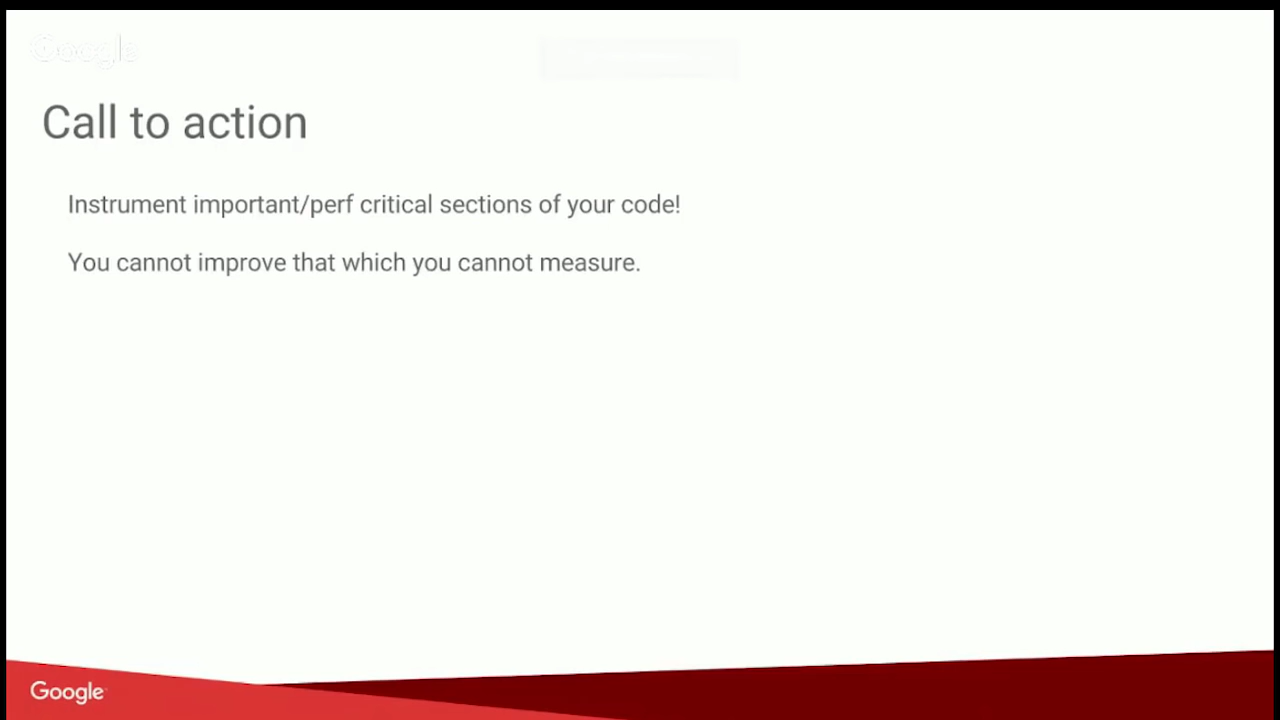 Google
Call to action
Instrument important/perf critical sections of your code!
You cannot improve that which you cannot measure.
Google